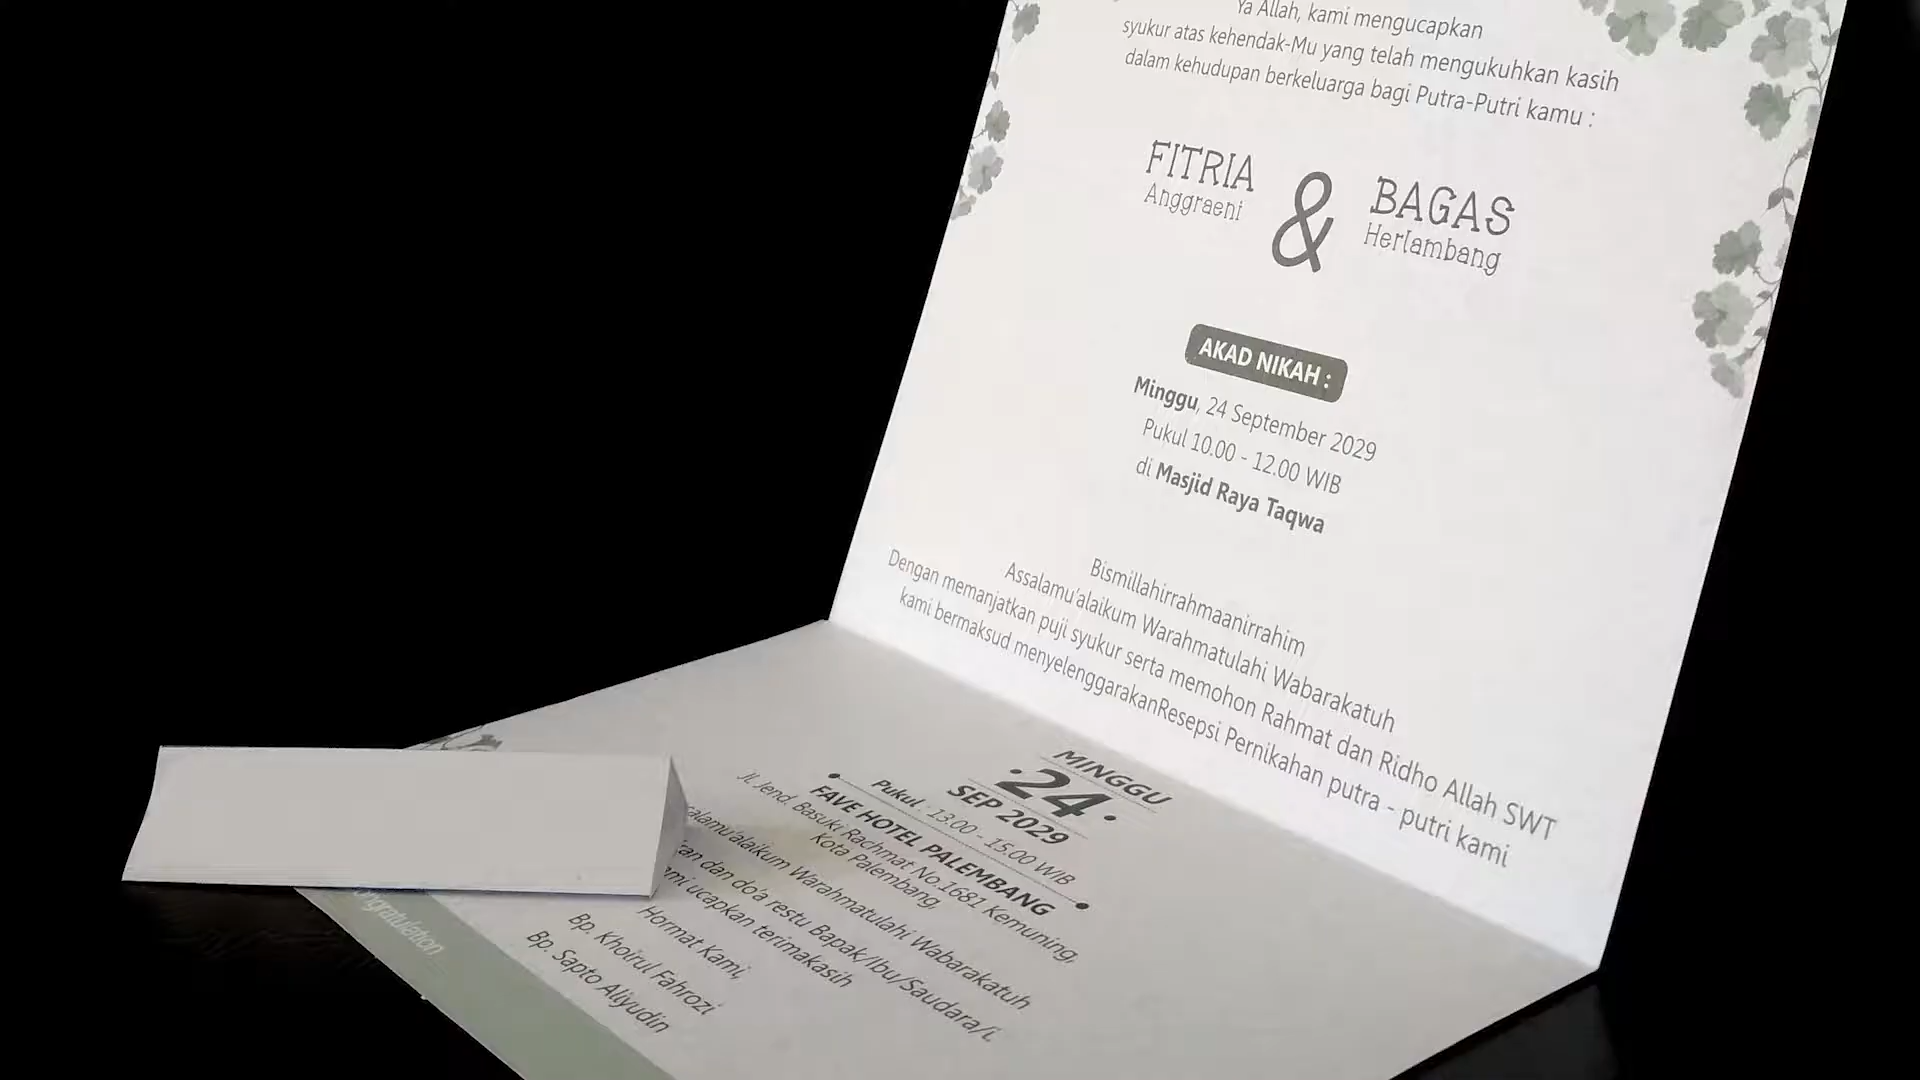 Ya Allah, kami mengucapkan
syukur atas kehendak-Mu yang telah mengukuhkan kasih
dalam kehudupan berkeluarga bagi Putra-Putri kamu :
FITRIA
Anggraeni
&
BAGAS
Herlambang
AKAD NIKAH :
Minggu, 24 September 2029
Pukul 10.00 - 12.00 WIB
di Masjid Raya Taqwa
Bismillahirrahmaanirrahim
Assalamu'alaikum Warahmatulahi Wabarakatuh
Dengan memanjatkan puji syukur serta memohon Rahmat dan Ridho Allah SWT
kami bermaksud menyelenggarakanResepsi Pernikahan putra - putri kami
MINGGU
24
SEP 2029
Pukul : 13.00 - 15.00 WIB
FAVE HOTEL PALEMBANG
Jl. Jend. Basuki Rachmat No.1681 Kemuning,
Kota Palembang,
Warahmatulahi Wabarakatuh
dan do'a restu Bapak/Ibu/Saudara/i,
ucapkan terimakasih
Hormat Kami,
Bp. Khoirul Fahrozi
Bp. Sapto Aliyudin